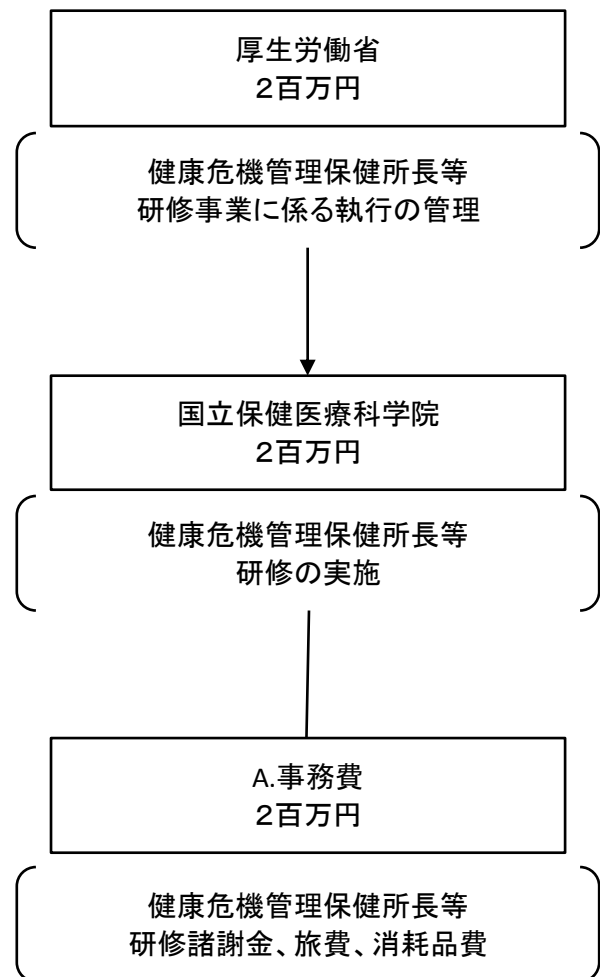 厚生労働省
２百万円
健康危機管理保健所長等
研修事業に係る執行の管理
国立保健医療科学院
２百万円
健康危機管理保健所長等
研修の実施
A.事務費
２百万円
健康危機管理保健所長等
研修諸謝金、旅費、消耗品費